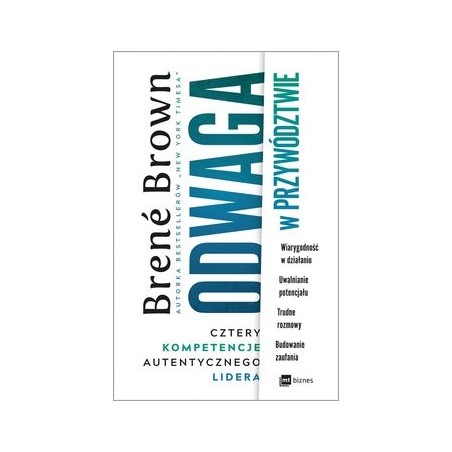 Brené Brown
AUTORKA BESTSELLERÓW „NEW YORK TIMESA”
ODWAGA
W PRZYWÓDZTWIE
CZTERY
KOMPETENCJE
AUTENTYCZNEGO
LIDERA
Wiarygodność
w działaniu
Uwalnianie
potencjału
Trudne
rozmowy
Budowanie
zaufania
mt biznes